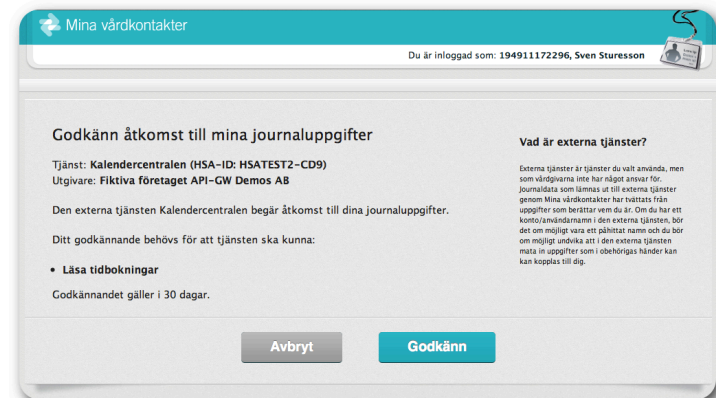 Mina vårdkontakter
Du är inloggad som: 194911172296, Sven Sturesson
Godkänn åtkomst till mina journaluppgifter
Tjänst: Kalendercentralen (HSA-ID: HSATEST2-CD9)
Utgivare: Fiktiva företaget API-GW Demos AB
Den externa tjänsten Kalendercentralen begär åtkomst till dina journaluppgifter.
Ditt godkännande behövs för att tjänsten ska kunna:
• Läsa tidbokningar
Godkännandet gäller i 30 dagar.
Vad är externa tjänster?
Externa tjänster är tjänster du valt använda, men
som vårdgivarna inte har något ansvar för.
Journaldata som lämnas ut till externa tjänster
genom Mina vårdkontakter har tvättats från
uppgifter som berättar vem du är. Om du har ett
konto/användarnamn i den externa tjänsten, bör
det om möjligt vara ett påhittat namn och du bör
om möjligt undvika att i den externa tjänsten
mata in uppgifter som i obehörigas händer kan
kan kopplas till dig.
Avbryt
Godkänn